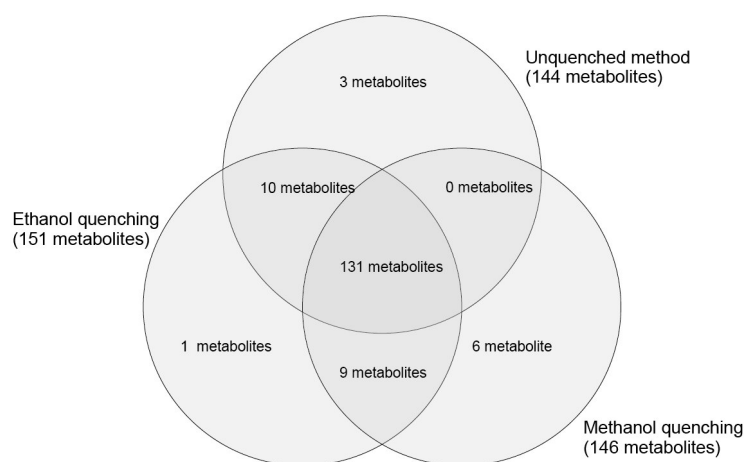 Unquenched method
(144 metabolites)
3 metabolites
10 metabolites
0 metabolites
Ethanol quenching
(151 metabolites)
131 metabolites
1 metabolites
6 metabolite
9 metabolites
Methanol quenching
(146 metabolites)